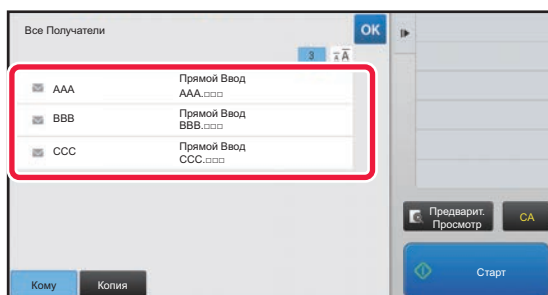 Все Получатели
OK
3
AA
AAA
Прямой Ввод
AAA.□□□
BBB
Прямой Ввод
BBB.□□□
CCC
Прямой Ввод
CCC.□□□
Предварит.
Просмотр
CA
Кому
Копия
Старт